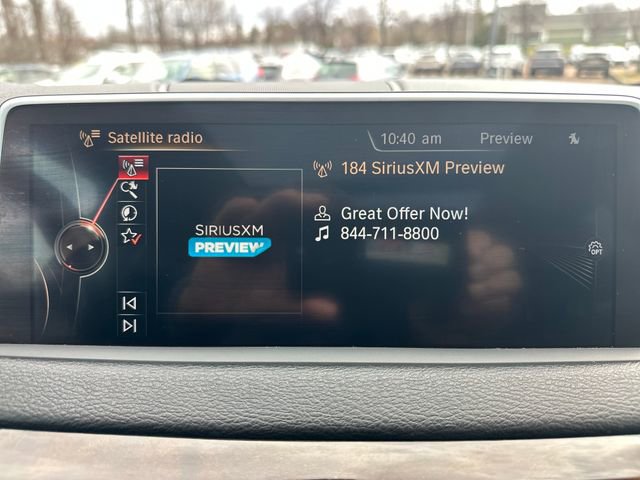 Satellite radio
10:40 am
Preview
184 SiriusXM Preview
SIRIUSXM
PREVIEW
Great Offer Now!
844-711-8800
OPT